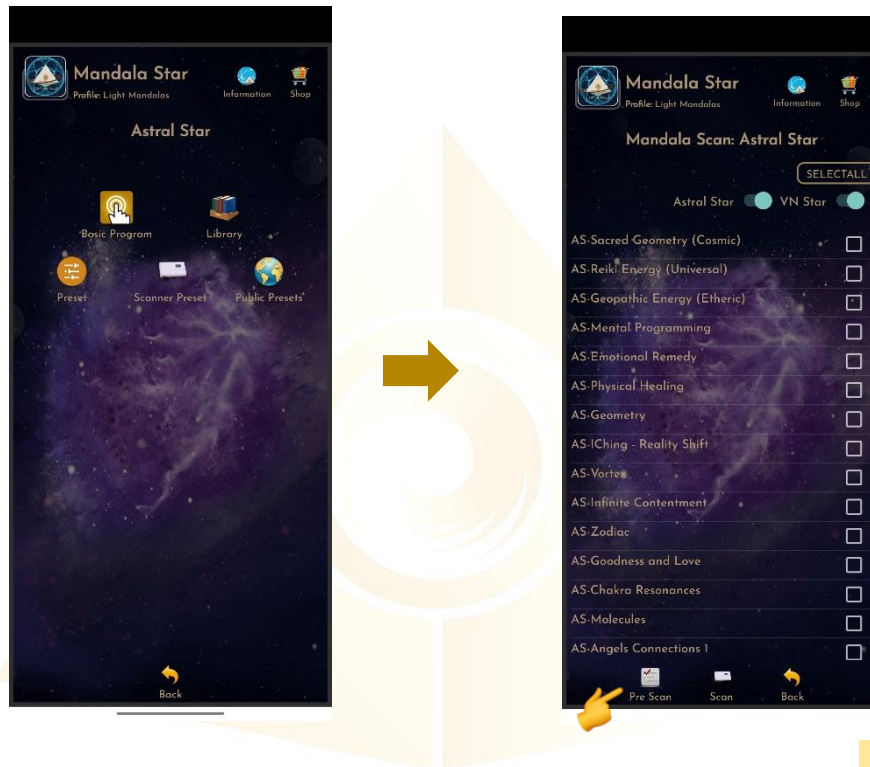 Mandala Star
Profile: Light Mandalas
Information
Shop
Astral Star
Basic Program
Library
Preset
Scanner Preset
Public Presets'
Back
Mandala Star
Profile: Light Mandalas
Information
Shop
Mandala Scan: Astral Star
SELECTALL
Astral Star
VN Star
AS-Sacred Geometry (Cosmic)
AS-Reiki Energy (Universal)
AS-Geopathic Energy (Etheric)
AS-Mental Programming
AS-Emotional Remedy
AS-Physical Healing
AS-Geometry
AS-IChing - Reality Shift
AS-Vortex
AS-Infinite Contentment
AS-Zodiac
AS-Goodness and Love
AS-Chakra Resonances
AS-Molecules
AS-Angels Connections 1
Pre Scan
Scan
Back